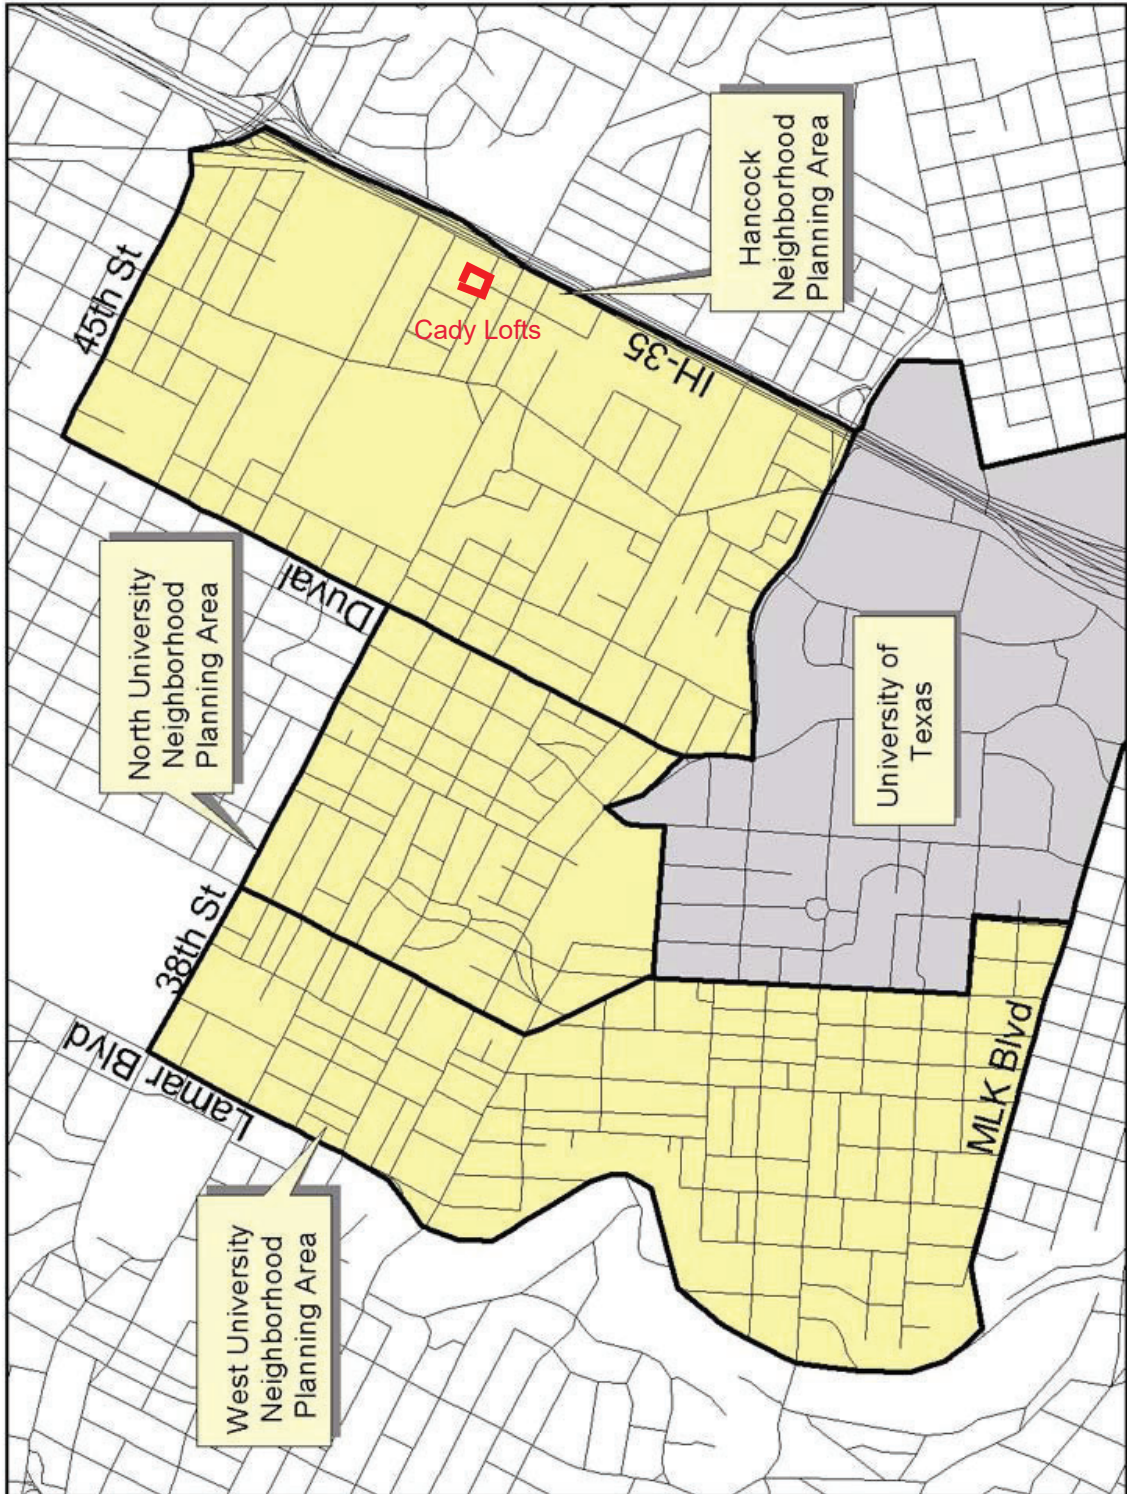 45th St
Hancock
Neighborhood
Planning Area
Cady Lofts
IH-35
North University
Neighborhood
Planning Area
Duval
University of
Texas
38th St
Lamar Blvd
MLK Blvd
West University
Neighborhood
Planning Area